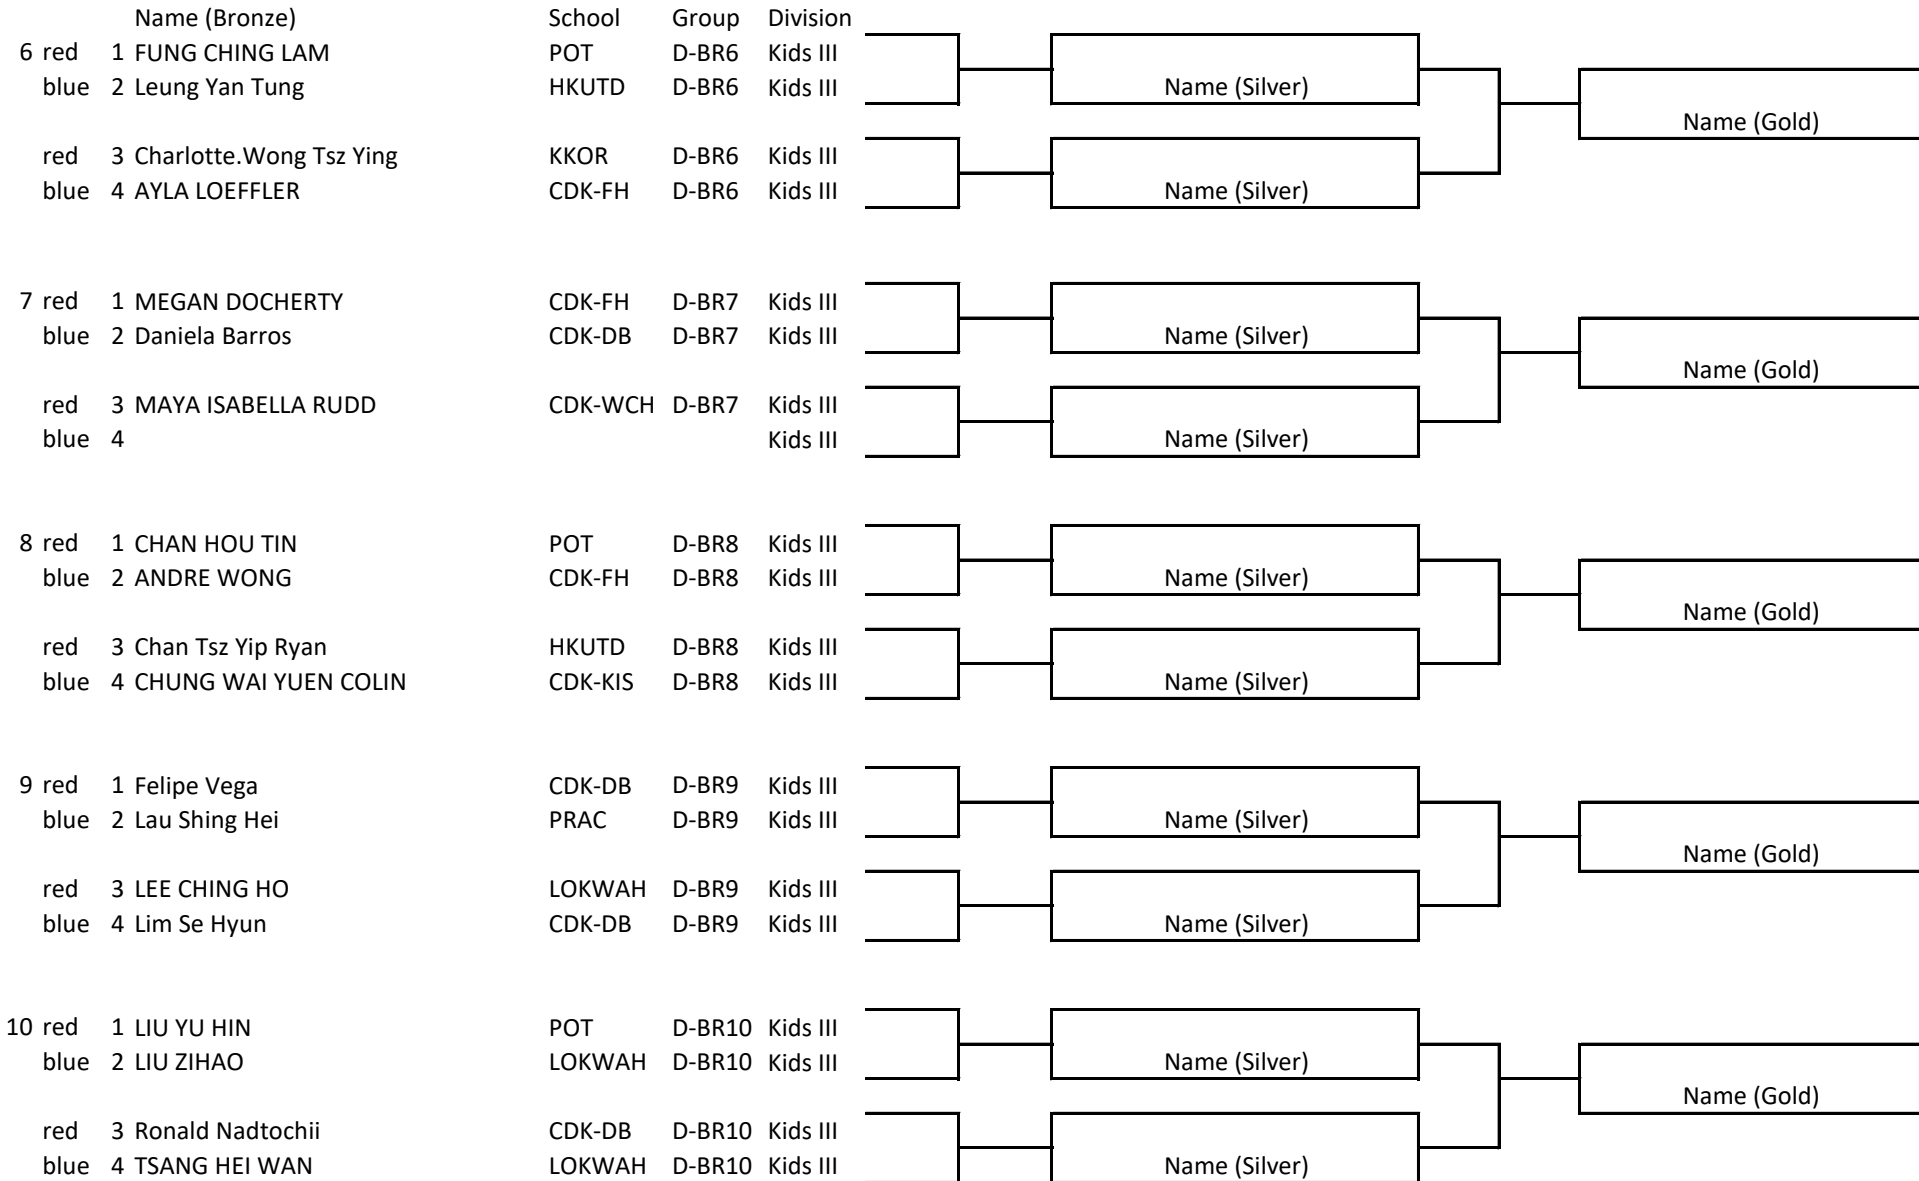 Name (Bronze) School Group Division
6 red 1 FUNG CHING LAM POT D-BR6 Kids III
blue 2 Leung Yan Tung HKUTD D-BR6 Kids III Name (Silver)
Name (Gold)
red 3 Charlotte.Wong Tsz Ying KKOR D-BR6 Kids III
blue 4 AYLA LOEFFLER CDK-FH D-BR6 Kids III Name (Silver)
7 red 1 MEGAN DOCHERTY CDK-FH D-BR7 Kids III
blue 2 Daniela Barros CDK-DB D-BR7 Kids III Name (Silver)
Name (Gold)
red 3 MAYA ISABELLA RUDD CDK-WCH D-BR7 Kids III
blue 4 Kids III Name (Silver)
8 red 1 CHAN HOU TIN POT D-BR8 Kids III
blue 2 ANDRE WONG CDK-FH D-BR8 Kids III Name (Silver)
Name (Gold)
red 3 Chan Tsz Yip Ryan HKUTD D-BR8 Kids III
blue 4 CHUNG WAI YUEN COLIN CDK-KIS D-BR8 Kids III Name (Silver)
9 red 1 Felipe Vega CDK-DB D-BR9 Kids III
blue 2 Lau Shing Hei PRAC D-BR9 Kids III Name (Silver)
Name (Gold)
red 3 LEE CHING HO LOKWAH D-BR9 Kids III
blue 4 Lim Se Hyun CDK-DB D-BR9 Kids III Name (Silver)
10 red 1 LIU YU HIN POT D-BR10 Kids III
blue 2 LIU ZIHAO LOKWAH D-BR10 Kids III Name (Silver)
Name (Gold)
red 3 Ronald Nadtochii CDK-DB D-BR10 Kids III
blue 4 TSANG HEI WAN LOKWAH D-BR10 Kids III Name (Silver)